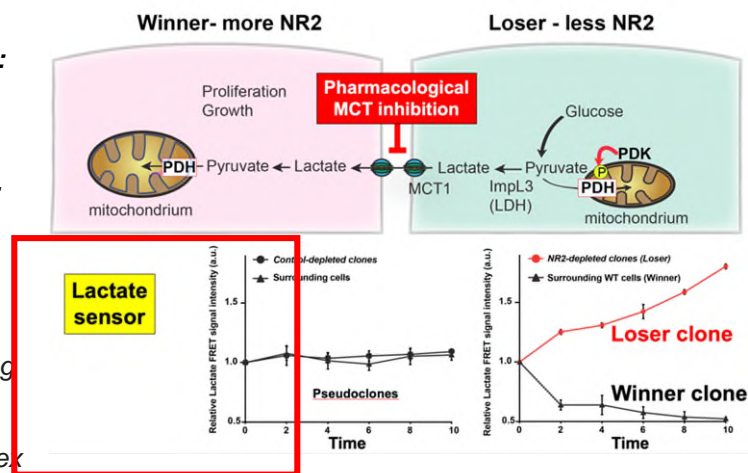 Winner- more NR2
Loser - less NR2
Proliferation
Growth
Pharmacological
MCT inhibition
Glucose
PDH
Pyruvate
Lactate
Lactate
Pyruvate
PDK
P
PDH
MCT1
ImpL3
(LDH)
mitochondrium
mitochondrium
Lactate
sensor
Relative Lactate FRET signal intensity (a.u.)
Control-depleted clones
Surrounding cells
1.5
1.0
0.5
Pseudoclones
0 2 4 6 8 10
Time
Relative Lactate FRET signal intensity (a.u.)
NR2-depleted clones (Loser)
Surrounding WT cells (Winner)
1.5
1.0
0.5
Loser clone
Winner clone
0 2 4 6 8 10
Time
:
g
ex